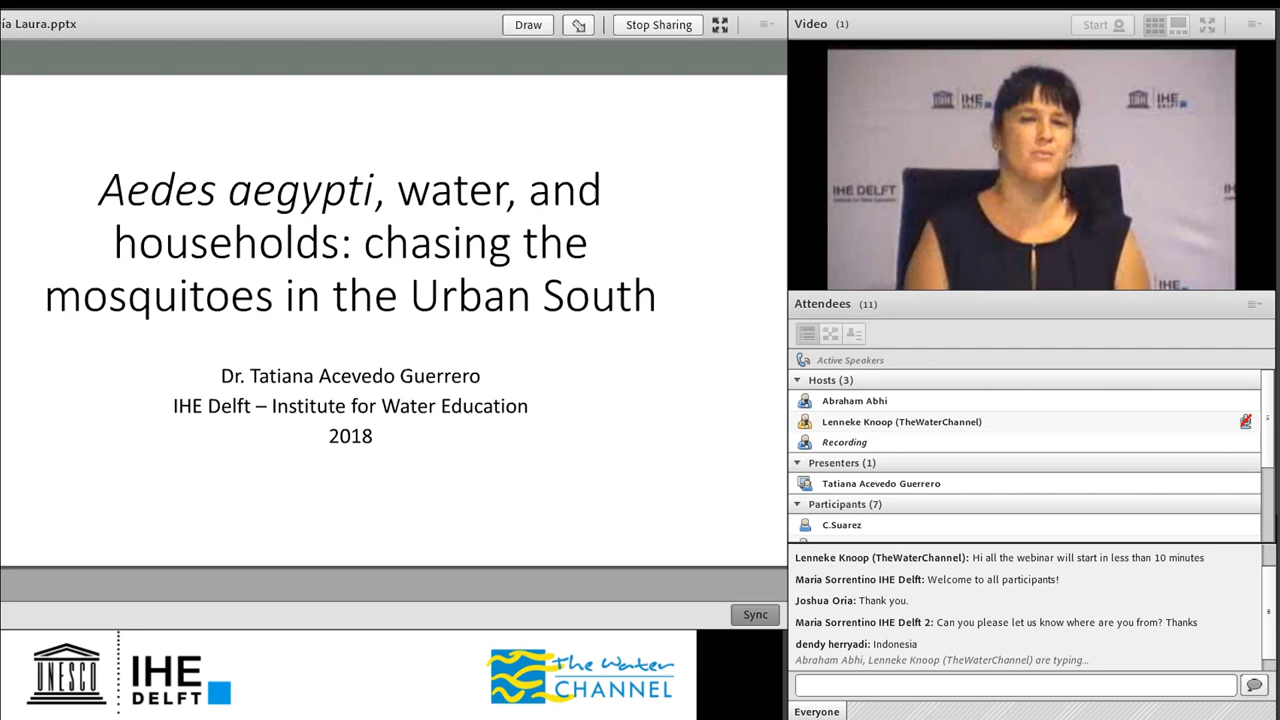 ía Laura.pptx
Draw
Stop Sharing
Aedes aegypti, water, and
households: chasing the
mosquitoes in the Urban South
Dr. Tatiana Acevedo Guerrero
IHE Delft – Institute for Water Education
2018
Sync
UNESCO
IHE
DELFT
the Water
CHANNEL
Video (1)
Start
IHE
IHE
IHE DELFT
IHE
Attendees (11)
Active Speakers
Hosts (3)
Abraham Abhi
Lenneke Knoop (TheWaterChannel)
Recording
Presenters (1)
Tatiana Acevedo Guerrero
Participants (7)
C.Suarez
Lenneke Knoop (TheWaterChannel): Hi all the webinar will start in less than 10 minutes
Maria Sorrentino IHE Delft: Welcome to all participants!
Joshua Oria: Thank you.
Maria Sorrentino IHE Delft 2: Can you please let us know where are you from? Thanks
dendy herryadi: Indonesia
Abraham Abhi, Lenneke Knoop (TheWaterChannel) are typing...
Everyone